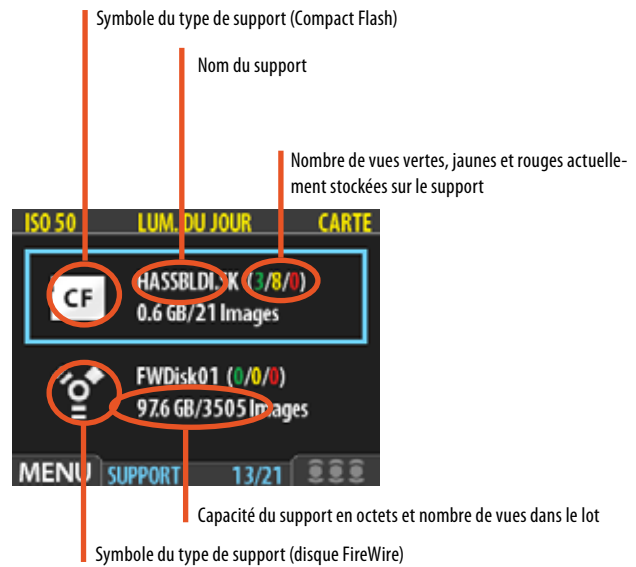 Symbole du type de support (Compact Flash)
Nom du support
Nombre de vues vertes, jaunes et rouges actuelle-
ment stockées sur le support
ISO 50 LUM. DU JOUR CARTE
CF HASSBLDI.SK (3/8/0)
0.6 GB/21 Images
FWDisk01 (0/0/0)
97.6 GB/3505 Images
MENU SUPPORT 13/21
Capacité du support en octets et nombre de vues dans le lot
Symbole du type de support (disque FireWire)